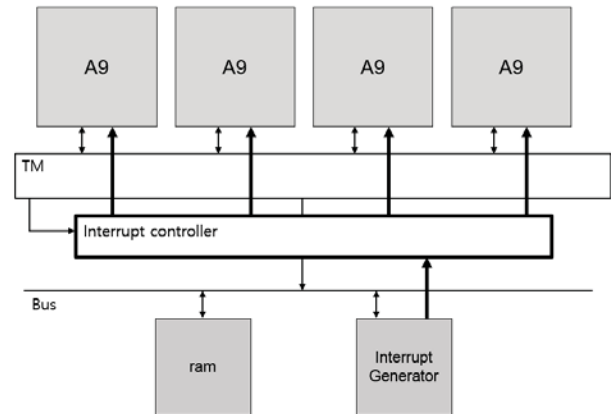 A9
A9
A9
A9
TM
Interrupt controller
Bus
ram
Interrupt
Generator